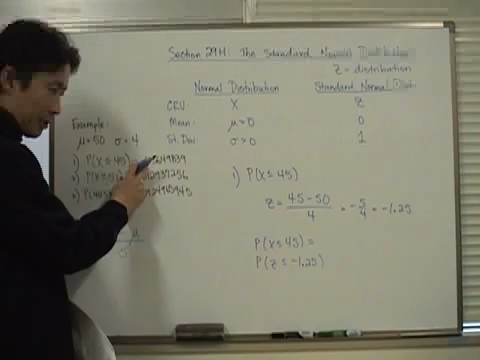 Section 29H: The Standard Normal Distribution
Z = distribution
Normal Distribution Standard Normal
CRV X Z
Mean: μ = 0
St. Dev: σ > 0 1
Example:
μ = 50 σ = 4
1) P(X ≤ 45)
1) P(X ≤ 45)
Z = 45 - 50 / 4 = -5/4 = -1.25
P(X ≤ 45) =
P(Z ≤ -1.25)
μ
σ